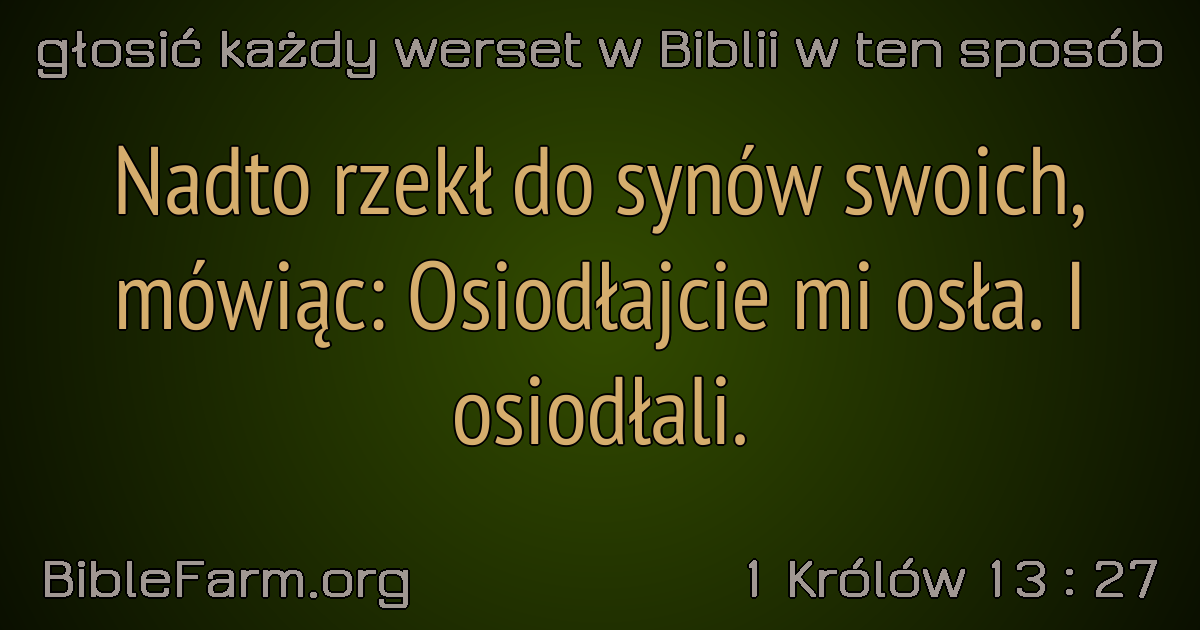 głosić każdy werset w Biblii w ten sposób
Nadto rzekł do synów swoich,
mówiąc: Osiodłajcie mi osła. I
osiodłali.
BibleFarm.org
1 Królów 13 : 27